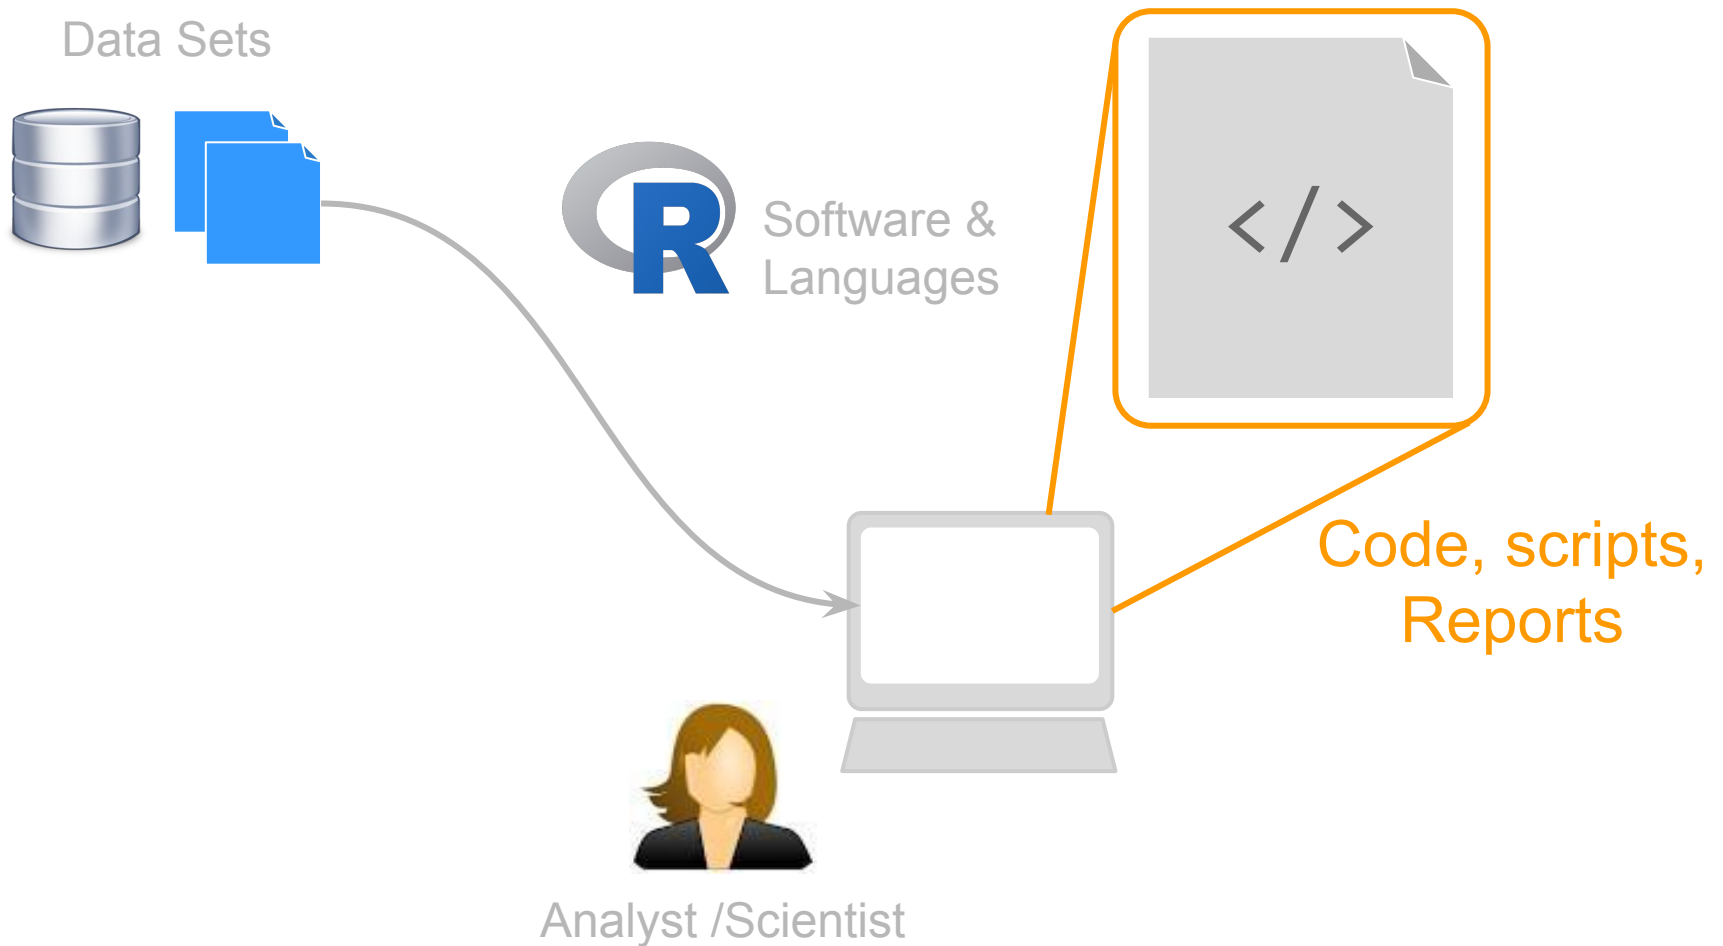 Data Sets
R
Software &
Languages
</>
Code, scripts,
Reports
Analyst /Scientist